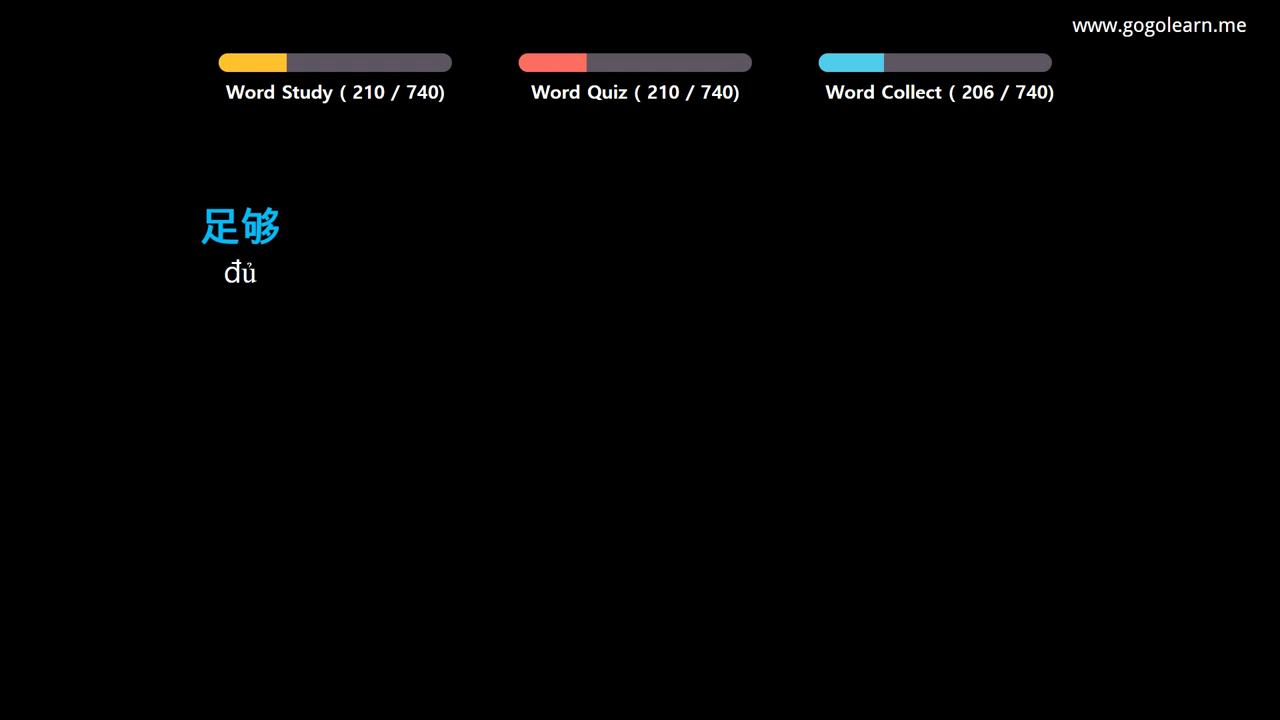 www.gogolearn.me
Word Study ( 210 / 740)
Word Quiz ( 210 / 740)
Word Collect ( 206 / 740)
足够
đủ